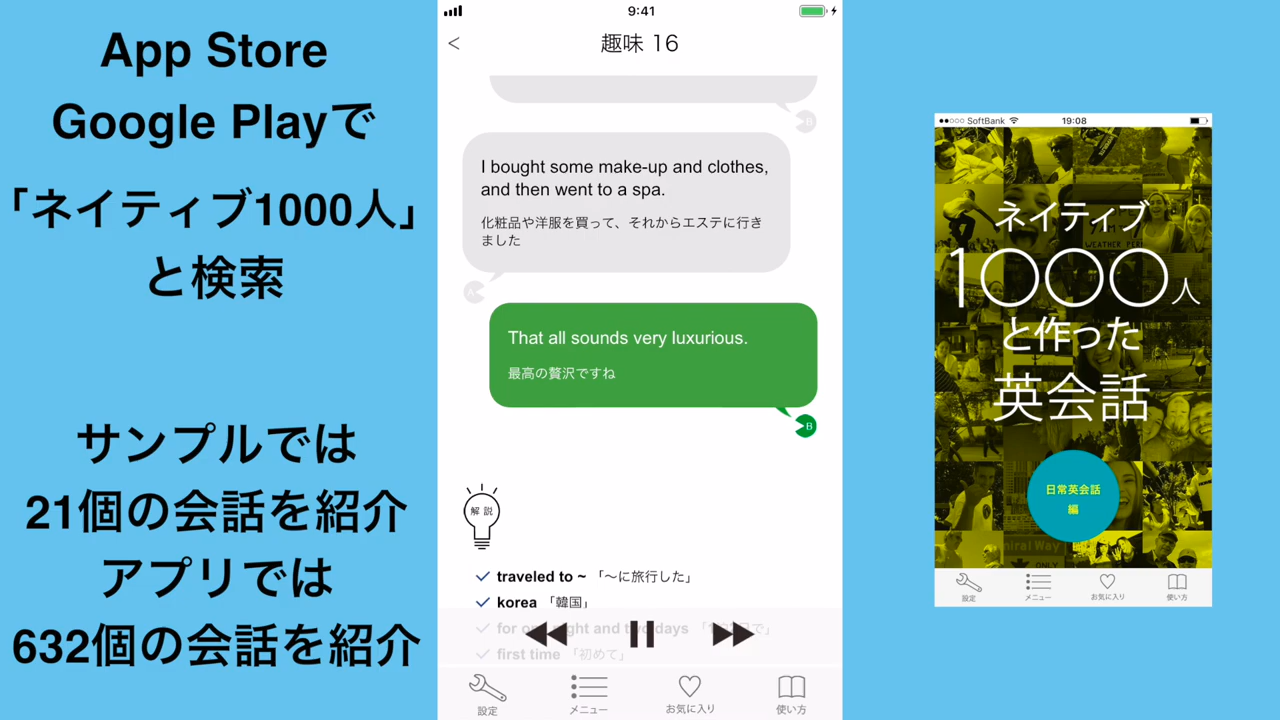 App Store
Google Playで
「ネイティブ1000人」
と検索
サンプルでは
21個の会話を紹介
アプリでは
632個の会話を紹介
9:41
<
趣味 16
B
I bought some make-up and clothes,
and then went to a spa.
化粧品や洋服を買って、それからエステに行き
ました
A
That all sounds very luxurious.
最高の贅沢ですね
B
解説
traveled to ~ 「〜に旅行した」
korea 「韓国」
for one night and two days
first time 「初めて」
設定
メニュー
お気に入り
使い方
SoftBank
19:08
ネイティブ
1000人
と作った
英会話
日常英会話
編
設定
メニュー
お気に入り
使い方